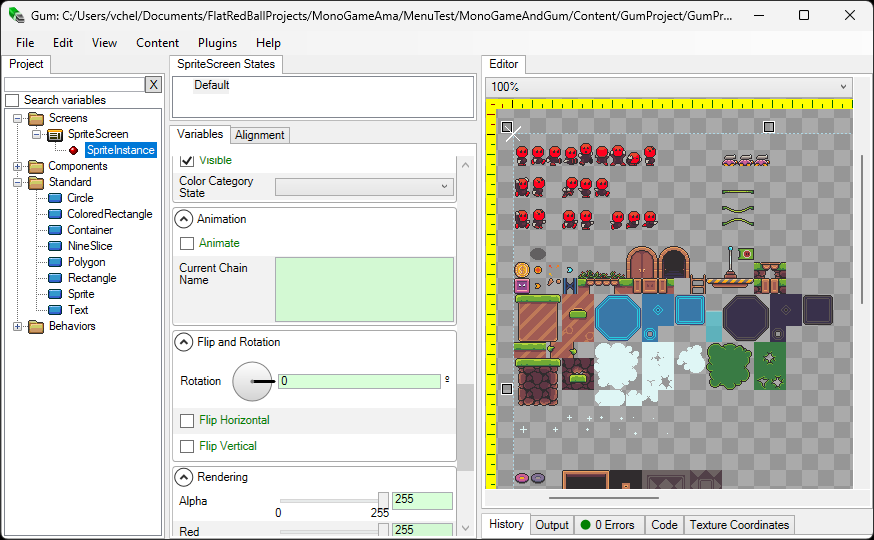 Gum: C:/Users/vchel/Documents/FlatRedBallProjects/MonoGameAma/MenuTest/MonoGameAndGum/Content/GumProject/GumPr...
File Edit View Content Plugins Help
Project
X
Search variables
Screens
SpriteScreen
SpriteInstance
Components
Standard
Circle
ColoredRectangle
Container
NineSlice
Polygon
Rectangle
Sprite
Text
Behaviors
SpriteScreen States
Default
Variables Alignment
Visible
Color Category
State
Animation
Animate
Current Chain
Name
Flip and Rotation
Rotation 0 º
Flip Horizontal
Flip Vertical
Rendering
Alpha 255
0 255
Red 255
Editor
100%
History Output 0 Errors Code Texture Coordinates